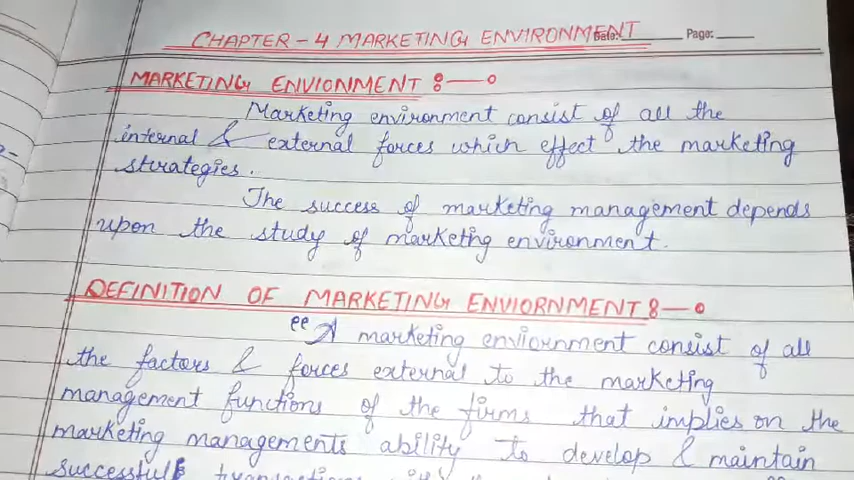 CHAPTER - 4 MARKETING ENVIRONMENT Page:
MARKETING ENVIONMENT :-
Marketing environment consist of all the
internal & external forces which effect the marketing
strategies.
The success of marketing management depends
upon the study of marketing environment.
DEFINITION OF MARKETING ENVIORNMENT :-
"A marketing enviornment consist of all
the factors & forces external to the marketing
management functions of the firms that implies on the
marketing managements ability to develop & maintain
successful